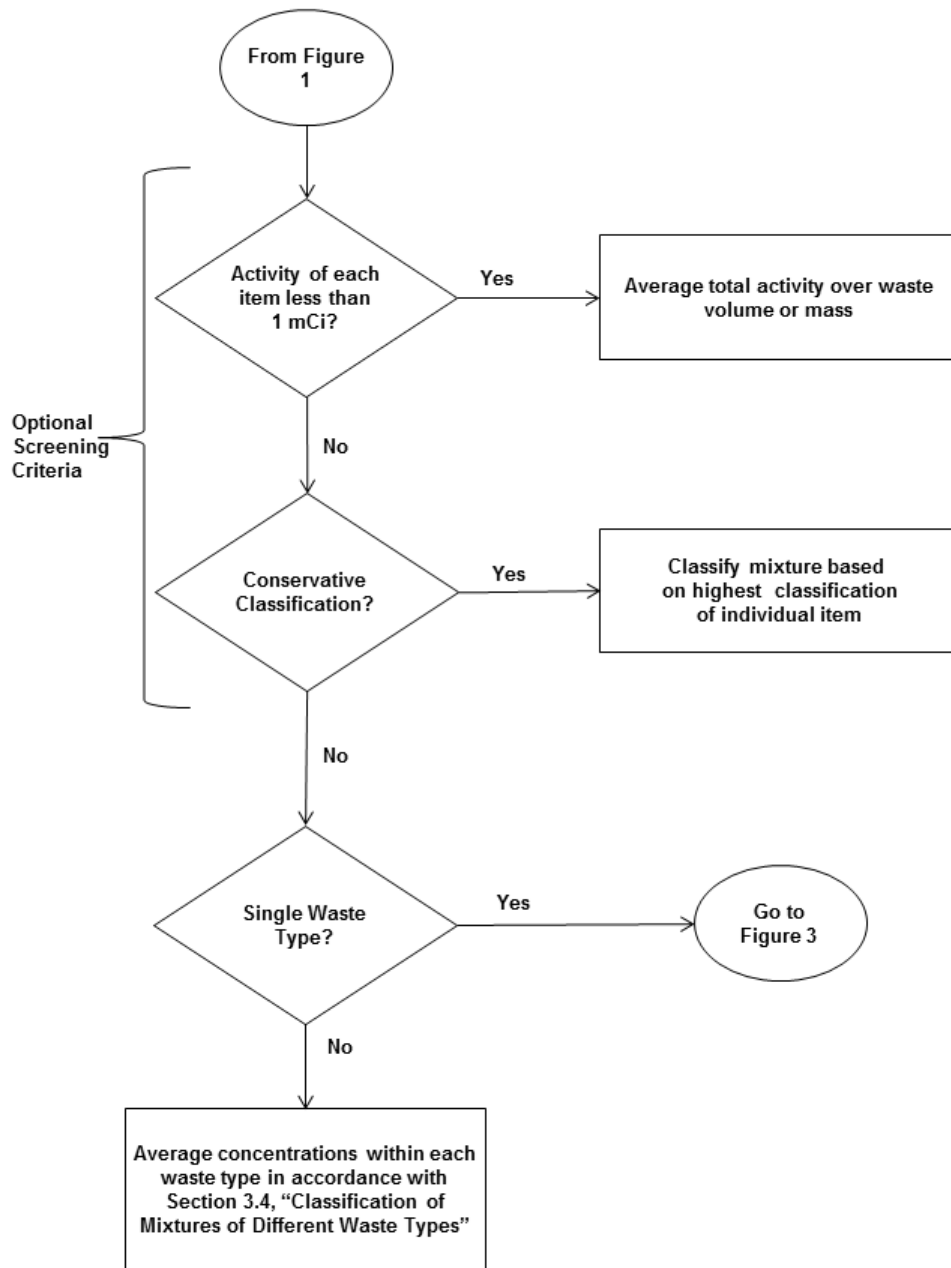 From Figure
1
Activity of each
item less than
1 mCi?
Yes
Average total activity over waste
volume or mass
Optional
Screening
Criteria
No
Conservative
Classification?
Yes
Classify mixture based
on highest classification
of individual item
No
Single Waste
Type?
Yes
Go to
Figure 3
No
Average concentrations within each
waste type in accordance with
Section 3.4, “Classification of
Mixtures of Different Waste Types”